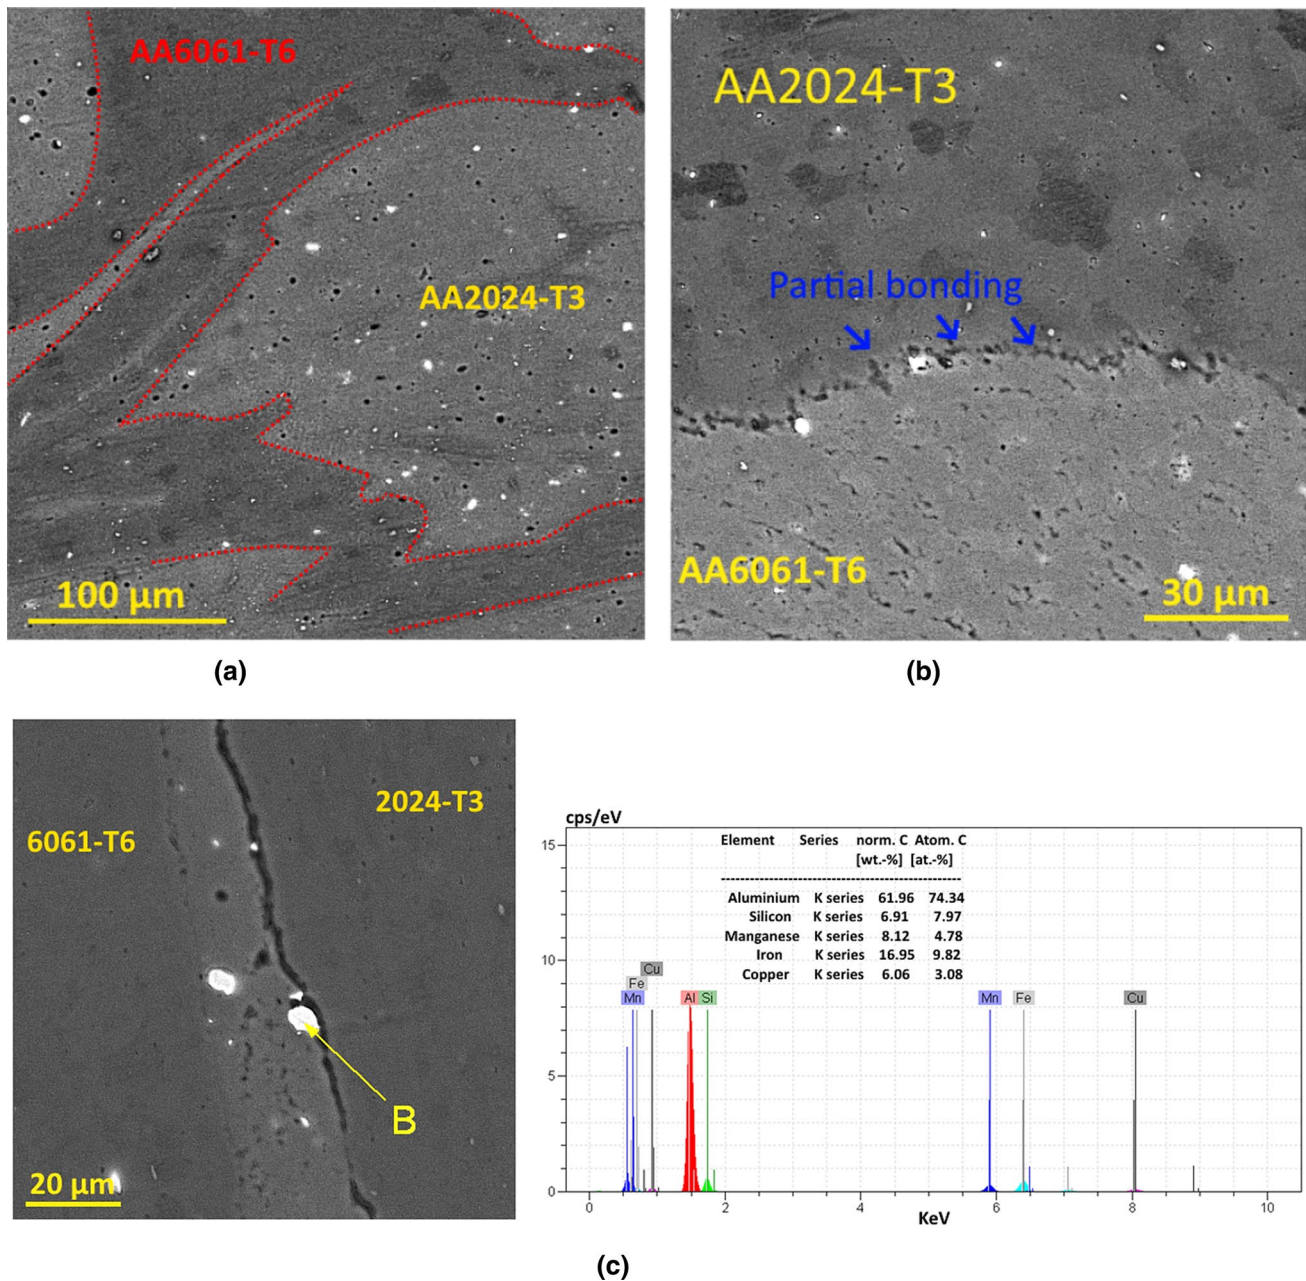 AA6061-T6
AA2024-T3
100 μm
(a)
AA2024-T3
Partial bonding
AA6061-T6
30 μm
(b)
6061-T6
2024-T3
B
20 μm
cps/eV
Element Series norm. C Atom. C
[wt.-%] [at.-%]
Aluminium K series 61.96 74.34
Silicon K series 6.91 7.97
Manganese K series 8.12 4.78
Iron K series 16.95 9.82
Copper K series 6.06 3.08
15
10
5
0
Cu
Fe
Mn
Al
Si
Mn
Fe
Cu
0 2 4 6 8 10
KeV
(c)